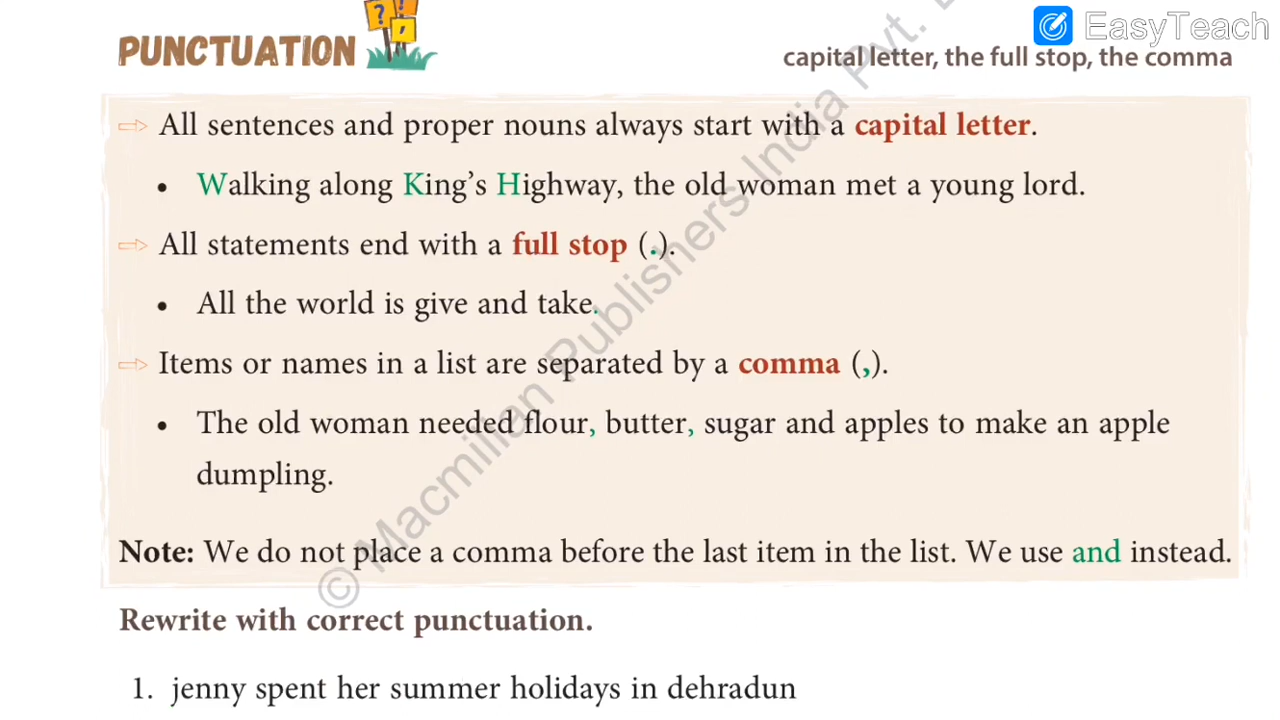 EasyTeach
PUNCTUATION
capital letter, the full stop, the comma
⇨ All sentences and proper nouns always start with a capital letter.
• Walking along King’s Highway, the old woman met a young lord.
⇨ All statements end with a full stop (.).
• All the world is give and take.
⇨ Items or names in a list are separated by a comma (,).
• The old woman needed flour, butter, sugar and apples to make an apple
dumpling.
Note: We do not place a comma before the last item in the list. We use and instead.
Rewrite with correct punctuation.
1. jenny spent her summer holidays in dehradun
© Macmillan Publishers India Pvt.